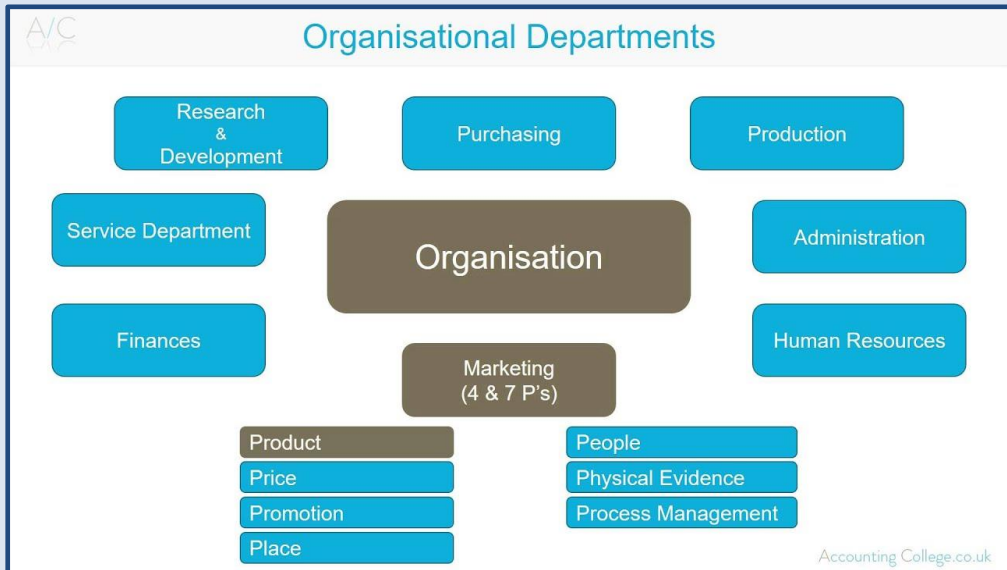 A/C
Organisational Departments
Research
&
Development
Purchasing
Production
Service Department
Organisation
Administration
Finances
Human Resources
Marketing
(4 & 7 P's)
Product
Price
Promotion
Place
People
Physical Evidence
Process Management
Accounting College.co.uk